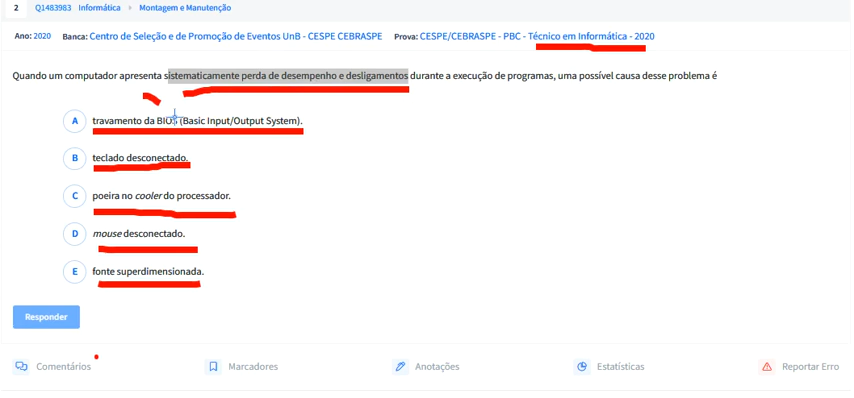 2 Q1483983 Informática > Montagem e Manutenção
Ano: 2020 Banca: Centro de Seleção e de Promoção de Eventos UnB - CESPE CEBRASPE Prova: CESPE/CEBRASPE - PBC - Técnico em Informática - 2020
Quando um computador apresenta sistematicamente perda de desempenho e desligamentos durante a execução de programas, uma possível causa desse problema é
A travamento da BIOS (Basic Input/Output System).
B teclado desconectado.
C poeira no cooler do processador.
D mouse desconectado.
E fonte superdimensionada.
Responder
Comentários Marcadores Anotações Estatísticas Reportar Erro